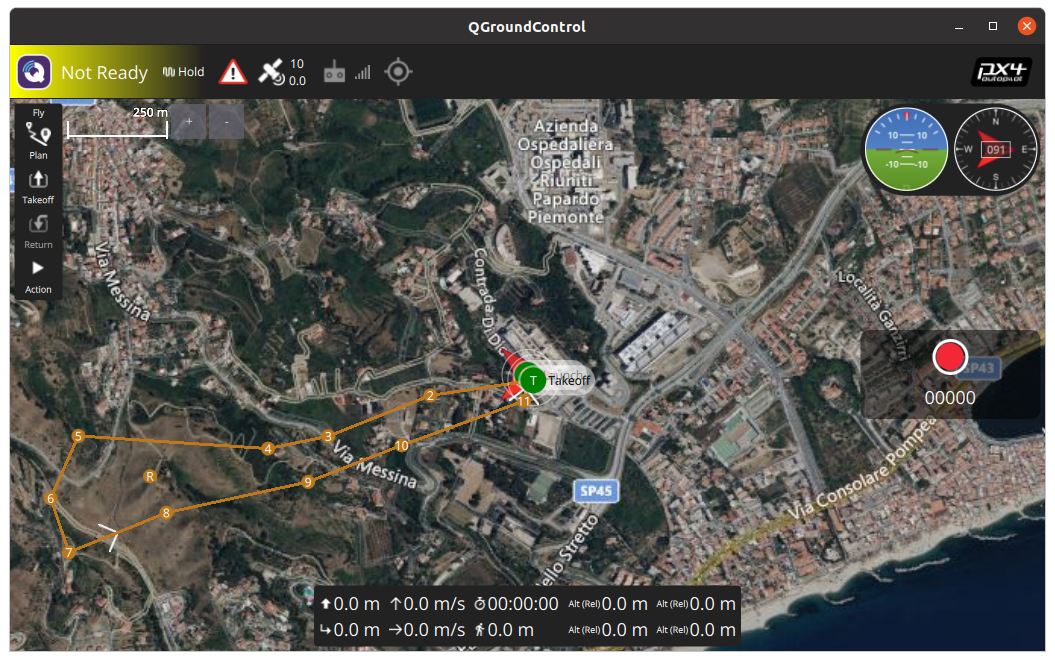 QGroundControl
Not Ready
Hold
10
0.0
PX4
autopilot
Fly
Plan
Takeoff
Return
Action
250 m
+
-
10 10
-10 -10
N
W 091 E
S
Azienda
Ospedaliera
Ospedali
Riuniti
Papardo
Piemonte
Via Messina
Contrada Di Dic
Località Ganzirri
T Takeoff
2
11
3
4
5
10
R
9
6
8
7
Via Messina
SP45
SP43
00000
Via Consolare Pompea
ello Stretto
0.0 m 0.0 m/s 00:00:00 Alt (Rel) 0.0 m Alt (Rel) 0.0 m
0.0 m 0.0 m/s 0.0 m Alt (Rel) 0.0 m Alt (Rel) 0.0 m